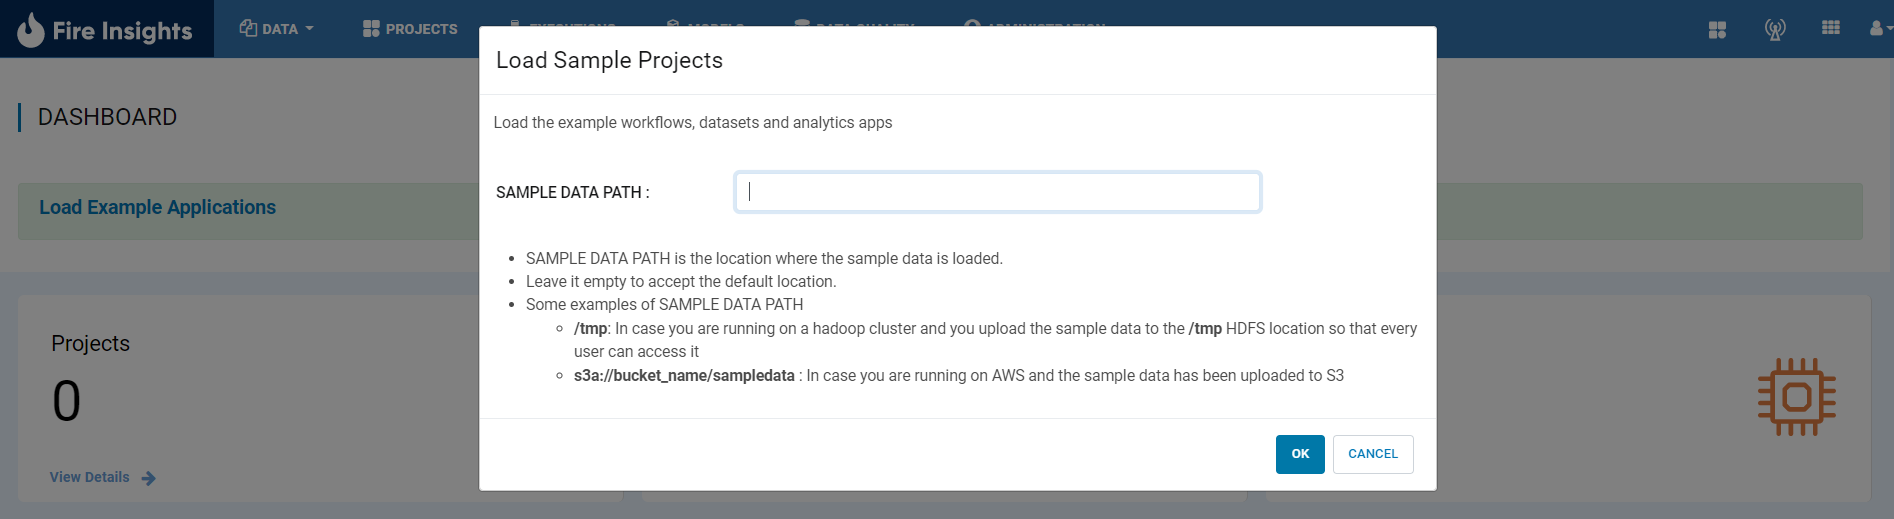 Fire Insights
DATA
PROJECTS
EXECUTIONS
MODELS
DATA QUALITY
ADMINISTRATION
Load Sample Projects
DASHBOARD
Load the example workflows, datasets and analytics apps
SAMPLE DATA PATH :
Load Example Applications
• SAMPLE DATA PATH is the location where the sample data is loaded.
• Leave it empty to accept the default location.
• Some examples of SAMPLE DATA PATH
◦ /tmp: In case you are running on a hadoop cluster and you upload the sample data to the /tmp HDFS location so that every
user can access it
◦ s3a://bucket_name/sampledata : In case you are running on AWS and the sample data has been uploaded to S3
Projects
0
View Details
OK
CANCEL